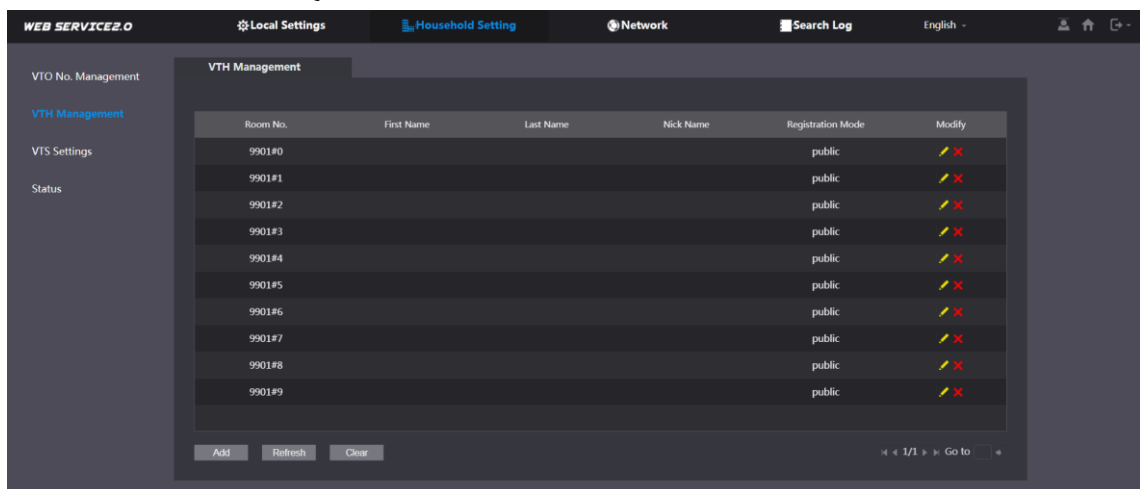 WEB SERVICE2.0 Local Settings Household Setting Network Search Log English
VTO No. Management
VTH Management
VTS Settings
Status
VTH Management
Room No. First Name Last Name Nick Name Registration Mode Modify
9901#0 public
9901#1 public
9901#2 public
9901#3 public
9901#4 public
9901#5 public
9901#6 public
9901#7 public
9901#8 public
9901#9 public
Add Refresh Clear 1/1 Go to